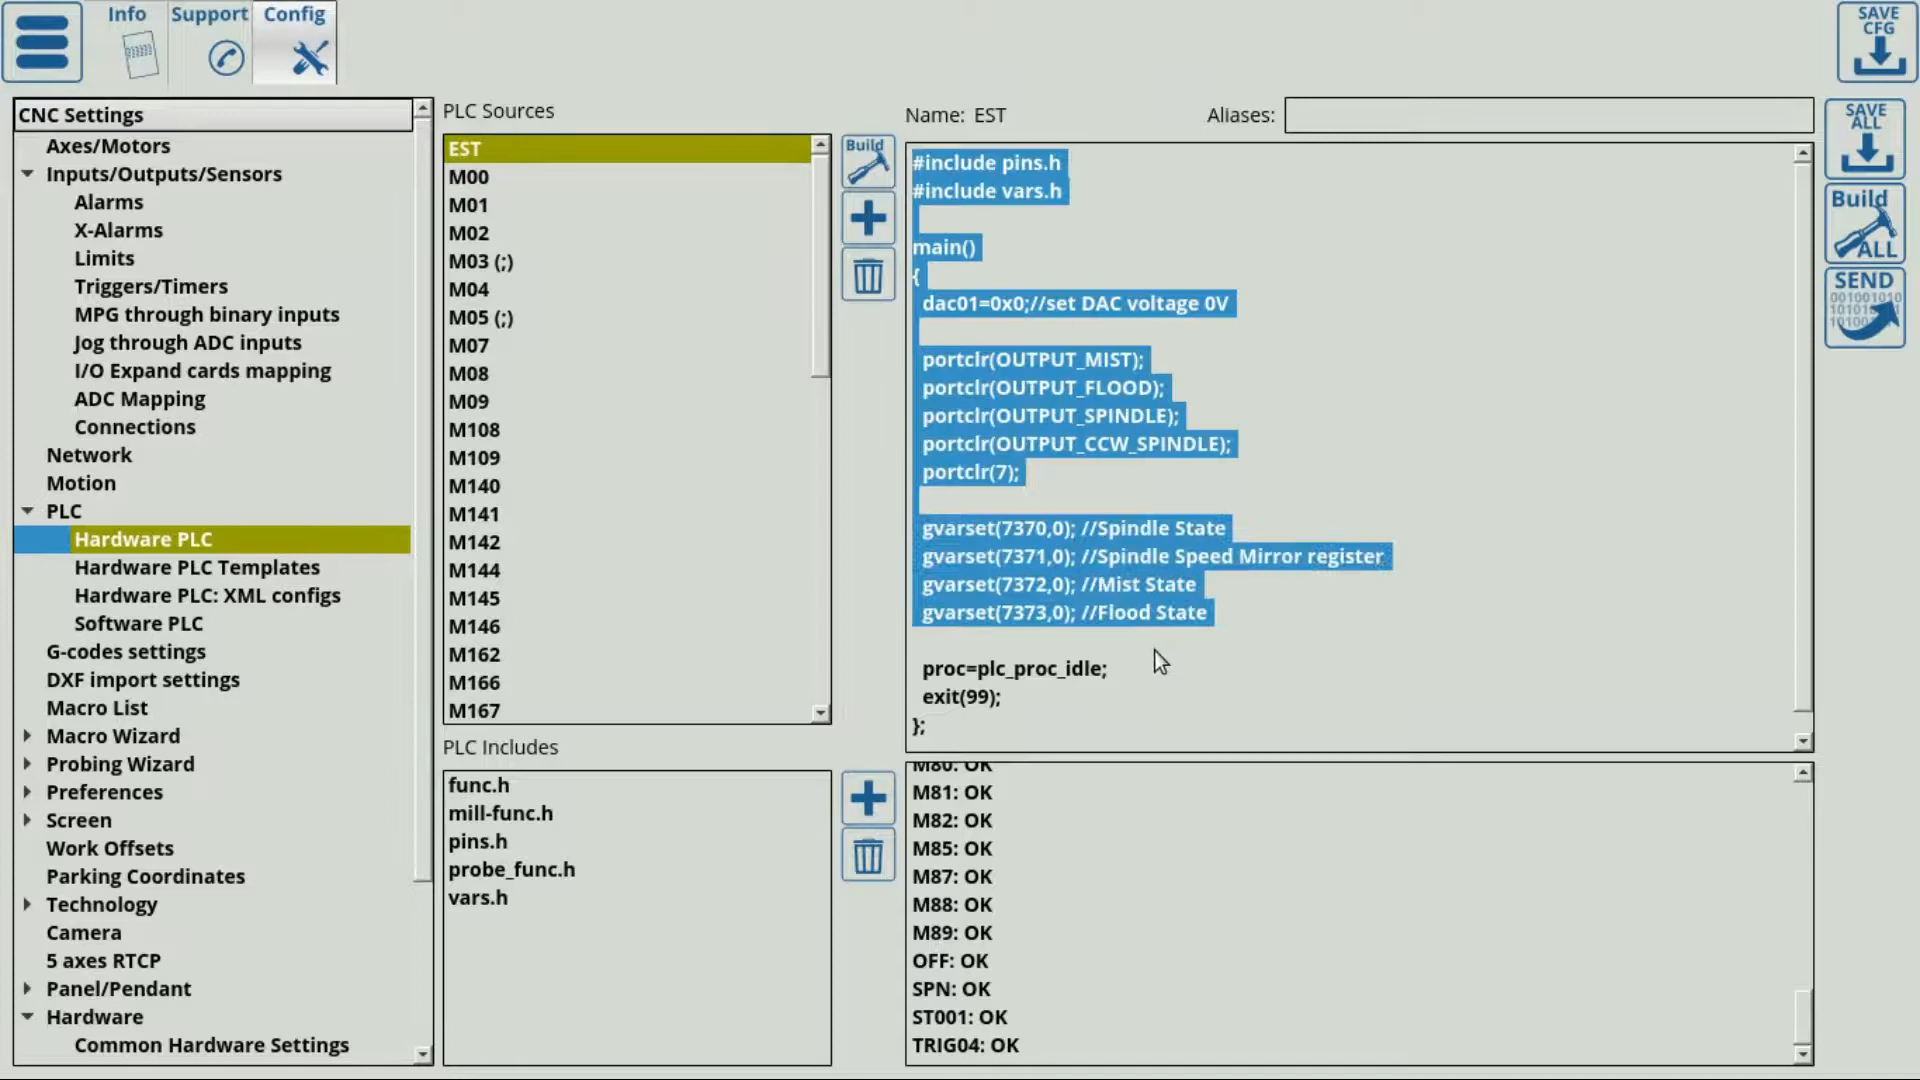 Info
Support
Config
SAVE
CFG
CNC Settings
Axes/Motors
Inputs/Outputs/Sensors
Alarms
X-Alarms
Limits
Triggers/Timers
MPG through binary inputs
Jog through ADC inputs
I/O Expand cards mapping
ADC Mapping
Connections
Network
Motion
PLC
Hardware PLC
Hardware PLC Templates
Hardware PLC: XML configs
Software PLC
G-codes settings
DXF import settings
Macro List
Macro Wizard
Probing Wizard
Preferences
Screen
Work Offsets
Parking Coordinates
Technology
Camera
5 axes RTCP
Panel/Pendant
Hardware
Common Hardware Settings
PLC Sources
EST
M00
M01
M02
M03 (;)
M04
M05 (;)
M07
M08
M09
M108
M109
M140
M141
M142
M144
M145
M146
M162
M166
M167
Build
PLC Includes
func.h
mill-func.h
pins.h
probe_func.h
vars.h
Name: EST
Aliases:
#include pins.h
#include vars.h
main()
{
dac01=0x0;//set DAC voltage 0V
portclr(OUTPUT_MIST);
portclr(OUTPUT_FLOOD);
portclr(OUTPUT_SPINDLE);
portclr(OUTPUT_CCW_SPINDLE);
portclr(7);
gvarset(7370,0); //Spindle State
gvarset(7371,0); //Spindle Speed Mirror register
gvarset(7372,0); //Mist State
gvarset(7373,0); //Flood State
proc=plc_proc_idle;
exit(99);
};
M80: OK
M81: OK
M82: OK
M85: OK
M87: OK
M88: OK
M89: OK
OFF: OK
SPN: OK
ST001: OK
TRIG04: OK
SAVE
ALL
Build
ALL
SEND